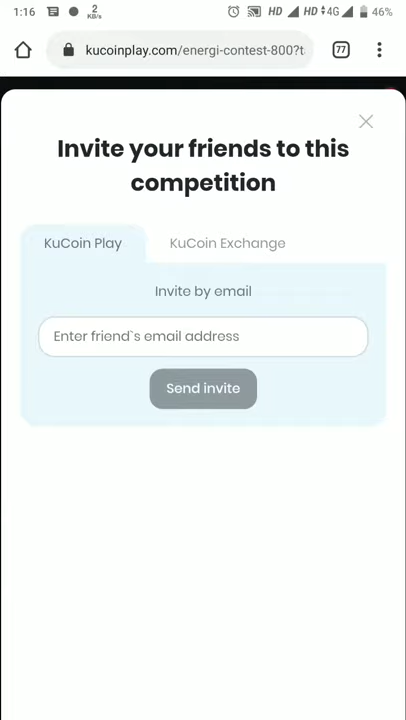 1:16 2 KB/s HD HD 4G 46%
kucoinplay.com/energi-contest-800?t 77
Invite your friends to this
competition
KuCoin Play KuCoin Exchange
Invite by email
Enter friend`s email address
Send invite